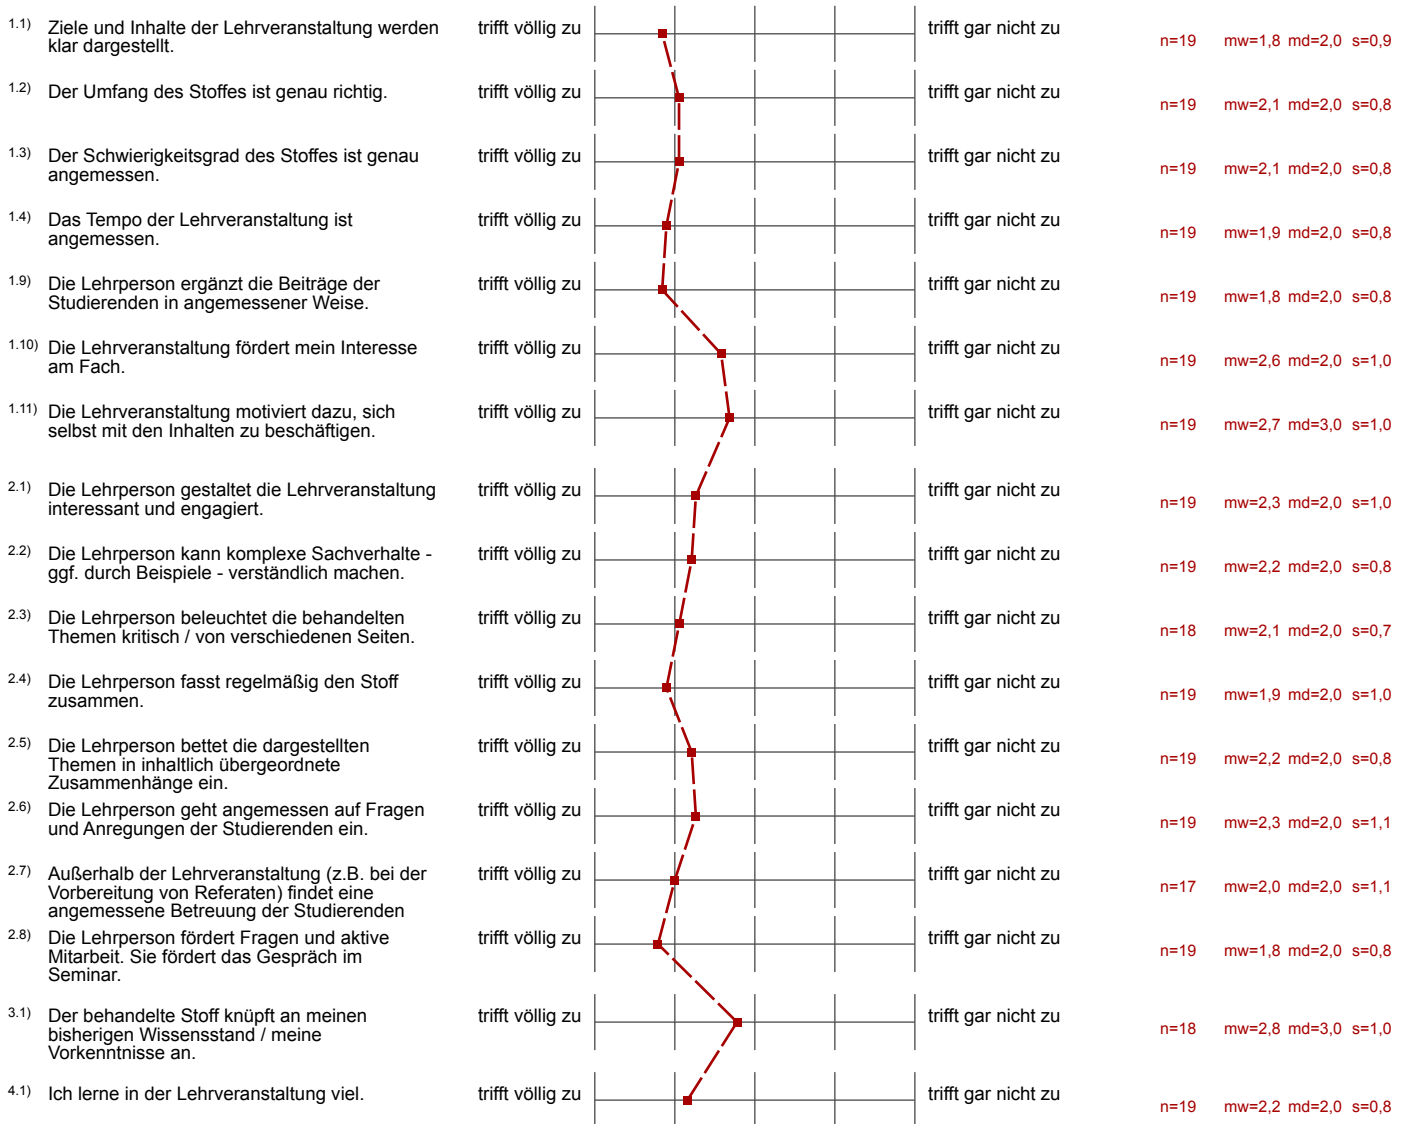 1.1) Ziele und Inhalte der Lehrveranstaltung werden klar dargestellt. trifft völlig zu trifft gar nicht zu n=19 mw=1,8 md=2,0 s=0,9
1.2) Der Umfang des Stoffes ist genau richtig. trifft völlig zu trifft gar nicht zu n=19 mw=2,1 md=2,0 s=0,8
1.3) Der Schwierigkeitsgrad des Stoffes ist genau angemessen. trifft völlig zu trifft gar nicht zu n=19 mw=2,1 md=2,0 s=0,8
1.4) Das Tempo der Lehrveranstaltung ist angemessen. trifft völlig zu trifft gar nicht zu n=19 mw=1,9 md=2,0 s=0,8
1.9) Die Lehrperson ergänzt die Beiträge der Studierenden in angemessener Weise. trifft völlig zu trifft gar nicht zu n=19 mw=1,8 md=2,0 s=0,8
1.10) Die Lehrveranstaltung fördert mein Interesse am Fach. trifft völlig zu trifft gar nicht zu n=19 mw=2,6 md=2,0 s=1,0
1.11) Die Lehrveranstaltung motiviert dazu, sich selbst mit den Inhalten zu beschäftigen. trifft völlig zu trifft gar nicht zu n=19 mw=2,7 md=3,0 s=1,0
2.1) Die Lehrperson gestaltet die Lehrveranstaltung interessant und engagiert. trifft völlig zu trifft gar nicht zu n=19 mw=2,3 md=2,0 s=1,0
2.2) Die Lehrperson kann komplexe Sachverhalte - ggf. durch Beispiele - verständlich machen. trifft völlig zu trifft gar nicht zu n=19 mw=2,2 md=2,0 s=0,8
2.3) Die Lehrperson beleuchtet die behandelten Themen kritisch / von verschiedenen Seiten. trifft völlig zu trifft gar nicht zu n=18 mw=2,1 md=2,0 s=0,7
2.4) Die Lehrperson fasst regelmäßig den Stoff zusammen. trifft völlig zu trifft gar nicht zu n=19 mw=1,9 md=2,0 s=1,0
2.5) Die Lehrperson bettet die dargestellten Themen in inhaltlich übergeordnete Zusammenhänge ein. trifft völlig zu trifft gar nicht zu n=19 mw=2,2 md=2,0 s=0,8
2.6) Die Lehrperson geht angemessen auf Fragen und Anregungen der Studierenden ein. trifft völlig zu trifft gar nicht zu n=19 mw=2,3 md=2,0 s=1,1
2.7) Außerhalb der Lehrveranstaltung (z.B. bei der Vorbereitung von Referaten) findet eine angemessene Betreuung der Studierenden trifft völlig zu trifft gar nicht zu n=17 mw=2,0 md=2,0 s=1,1
2.8) Die Lehrperson fördert Fragen und aktive Mitarbeit. Sie fördert das Gespräch im Seminar. trifft völlig zu trifft gar nicht zu n=19 mw=1,8 md=2,0 s=0,8
3.1) Der behandelte Stoff knüpft an meinen bisherigen Wissensstand / meine Vorkenntnisse an. trifft völlig zu trifft gar nicht zu n=18 mw=2,8 md=3,0 s=1,0
4.1) Ich lerne in der Lehrveranstaltung viel. trifft völlig zu trifft gar nicht zu n=19 mw=2,2 md=2,0 s=0,8